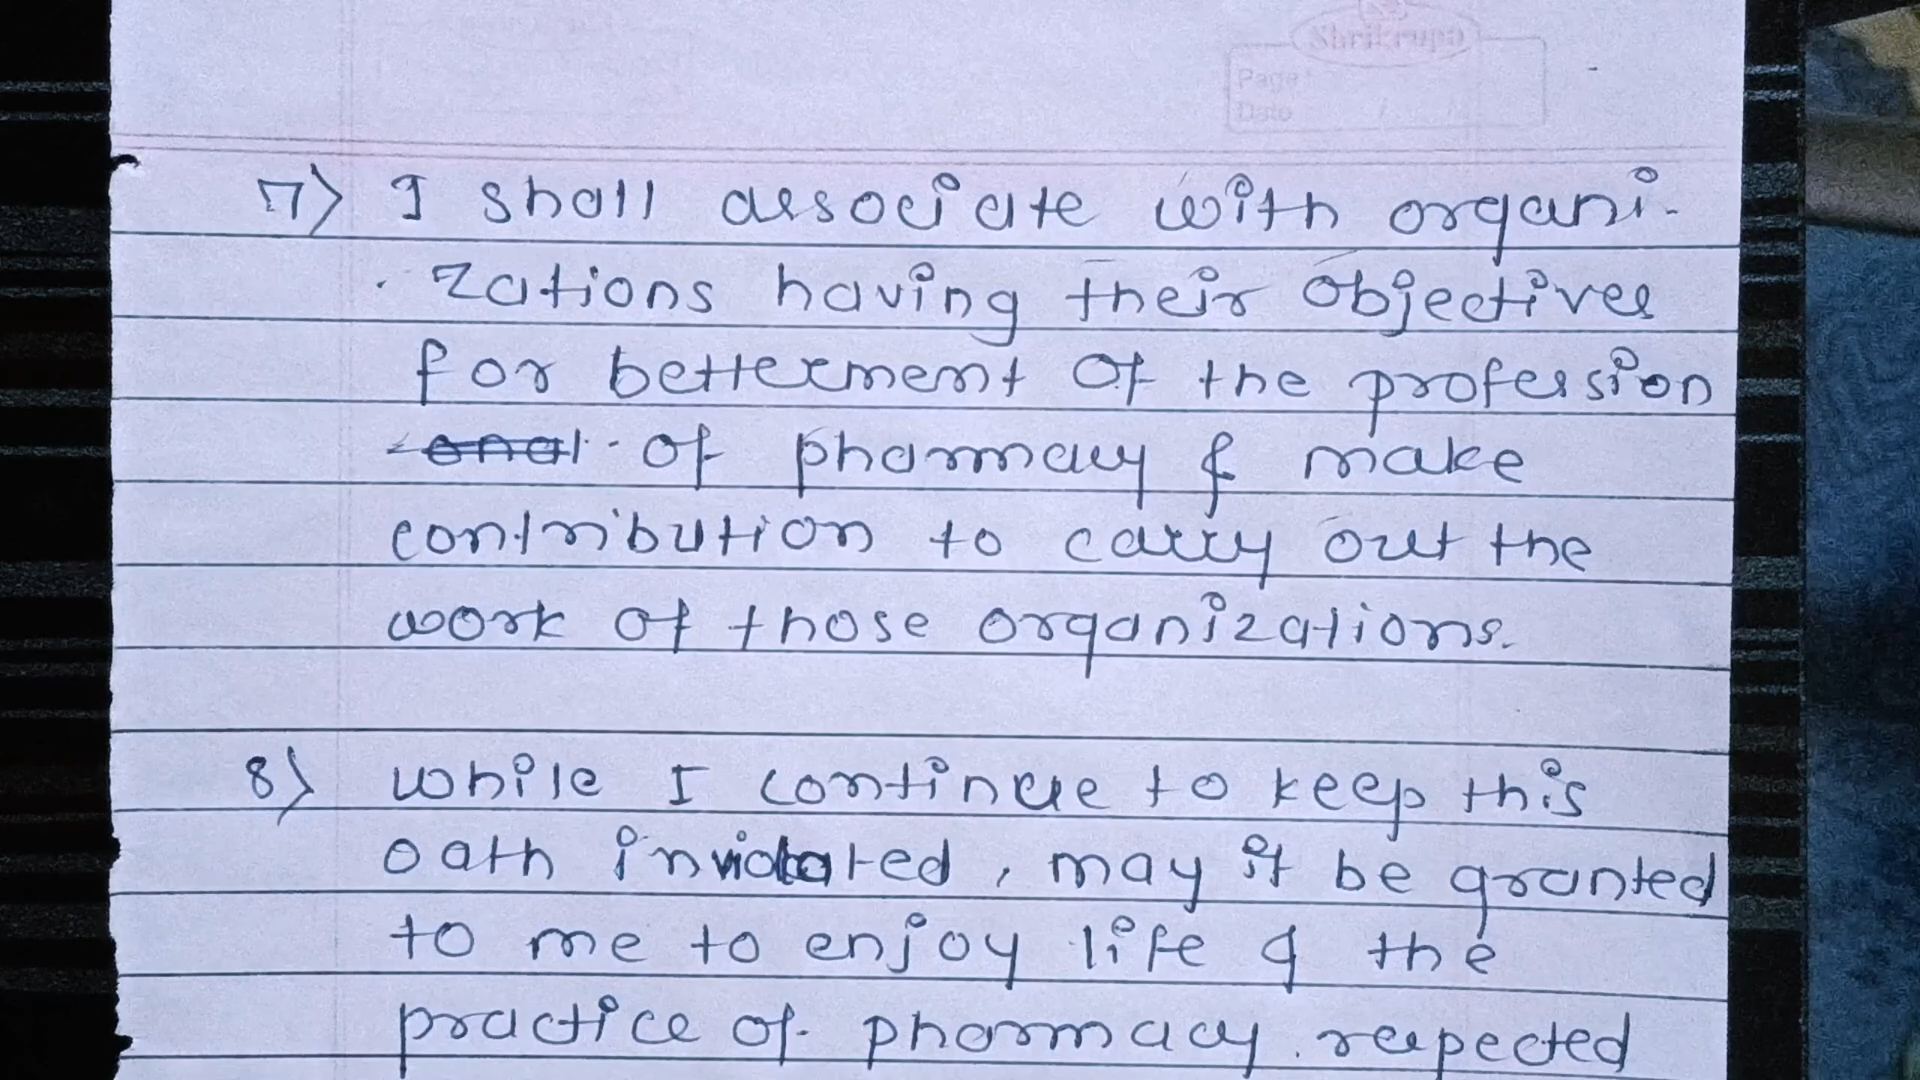 Shrikrupa
Page:
Date / /
7) I shall associate with organi-
zations having their objectives
for betterment of the profession
onal of pharmacy & make
contribution to carry out the
work of those organizations.
8) while I continue to keep this
oath inviolated, may it be granted
to me to enjoy life & the
practice of pharmacy respected